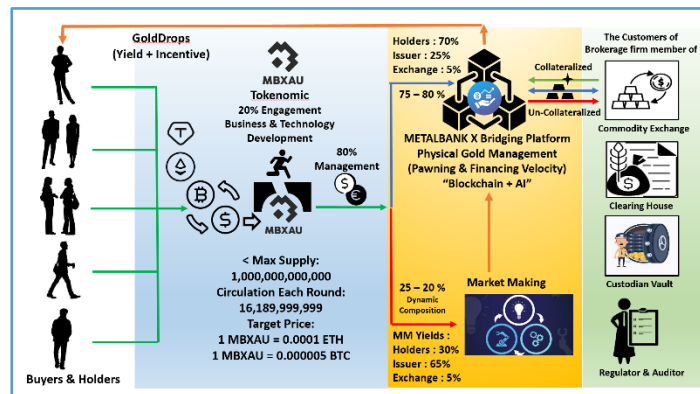 GoldDrops
(Yield + Incentive)
Buyers & Holders
MBXAU
Tokenomic
20% Engagement
Business & Technology
Development
80%
Management
MBXAU
< Max Supply:
1,000,000,000,000
Circulation Each Round:
16,189,999,999
Target Price:
1 MBXAU = 0.0001 ETH
1 MBXAU = 0.000005 BTC
Holders : 70%
Issuer : 25%
Exchange : 5%
75 – 80 %
METALBANK X Bridging Platform
Physical Gold Management
(Pawning & Financing Velocity)
“Blockchain + AI”
25 – 20 %
Dynamic
Composition
Market Making
MM Yields :
Holders : 30%
Issuer : 65%
Exchange : 5%
Collateralized
Un-Collateralized
The Customers of
Brokerage firm member of
Commodity Exchange
Clearing House
Custodian Vault
Regulator & Auditor